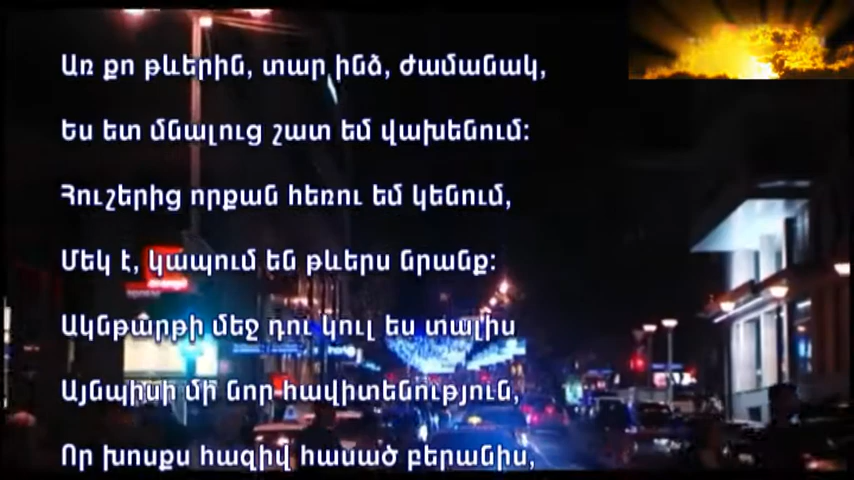 Առ քո թևերին, տար ինձ, ժամանակ,
Ես ետ մնալուց շատ եմ վախենում:
Հուշերից որքան հեռու եմ կենում,
Մեկ է, կապում են թևերս նրանք:
Ակնթարթի մեջ դու կուլ ես տալիս
Այնպիսի մի նոր հավիտենություն,
Որ խոսքս հազիվ հասած բերանիս,